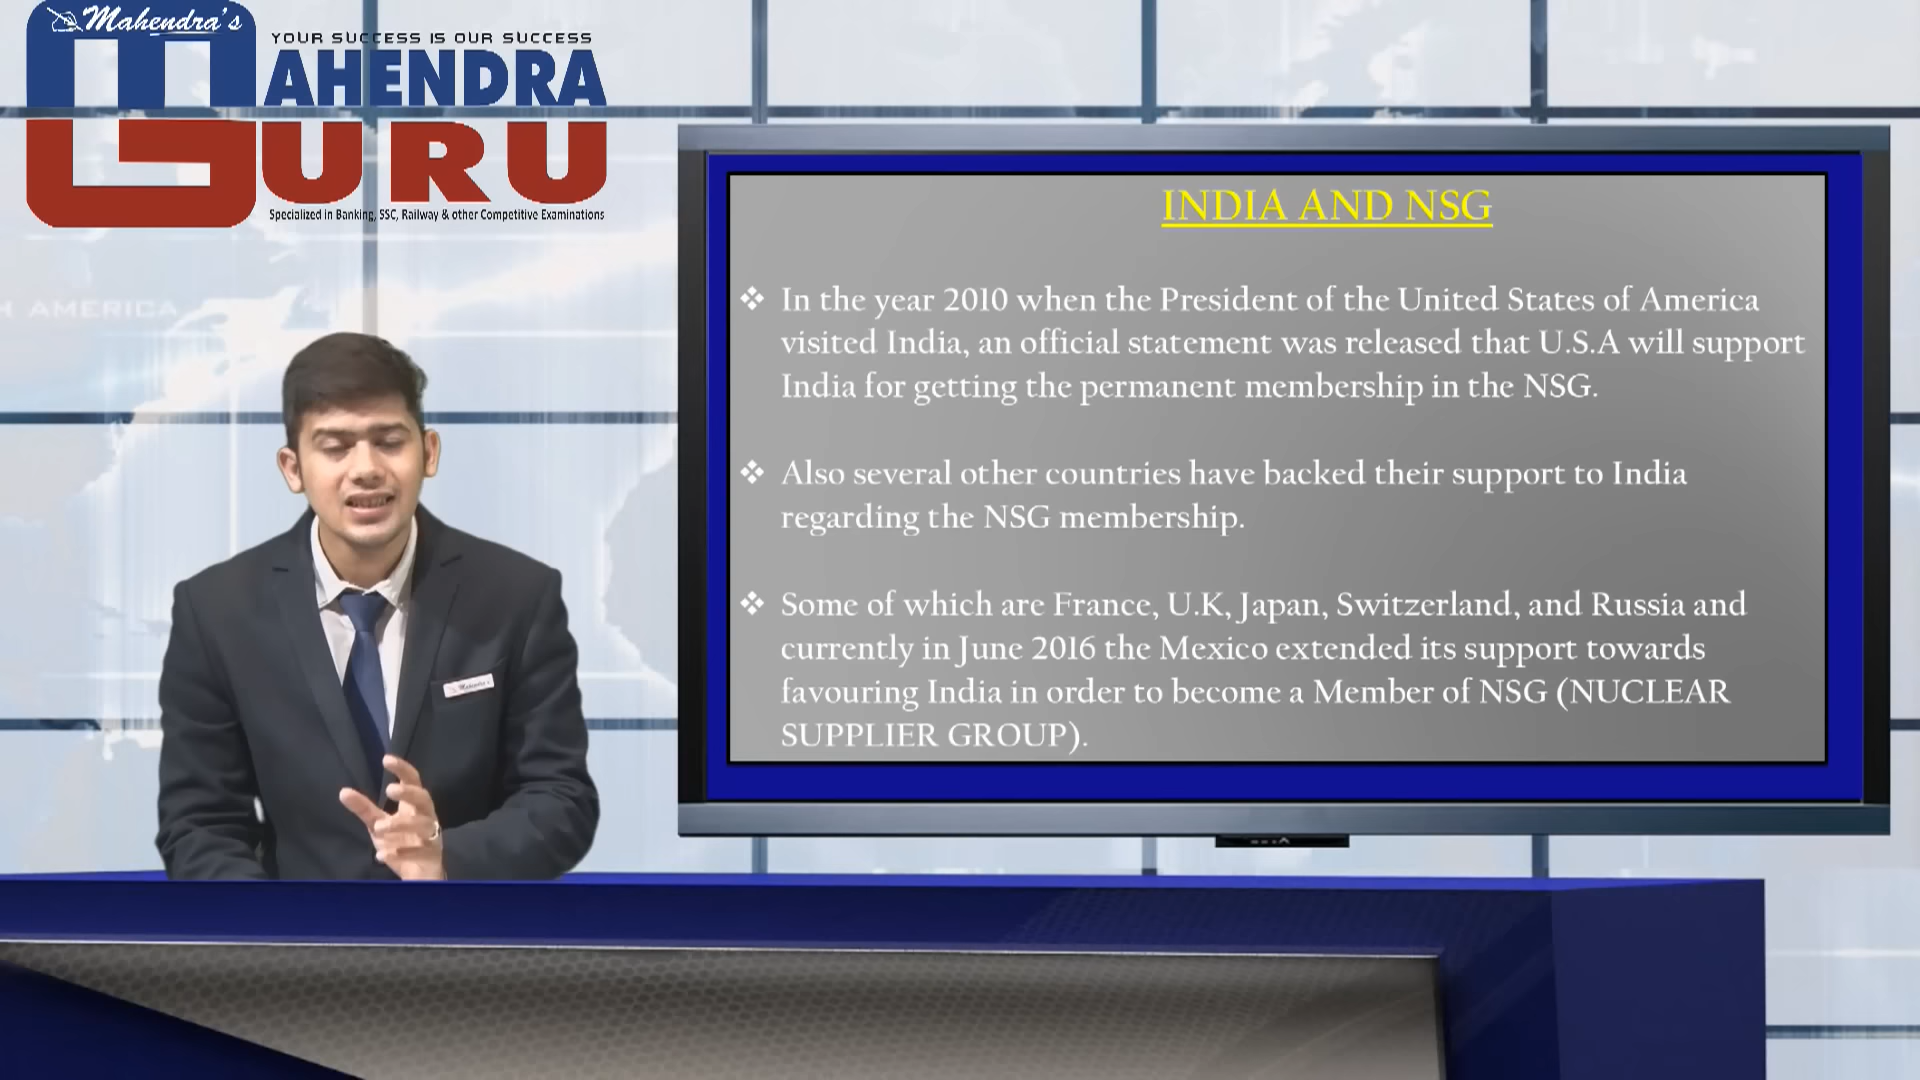 Mahendra's
YOUR SUCCESS IS OUR SUCCESS
MAHENDRA
GURU
Specialized in Banking, SSC, Railway & other Competitive Examinations
H AMERICA
INDIA AND NSG
❖ In the year 2010 when the President of the United States of America
visited India, an official statement was released that U.S.A will support
India for getting the permanent membership in the NSG.
❖ Also several other countries have backed their support to India
regarding the NSG membership.
❖ Some of which are France, U.K, Japan, Switzerland, and Russia and
currently in June 2016 the Mexico extended its support towards
favouring India in order to become a Member of NSG (NUCLEAR
SUPPLIER GROUP).
Mahendra's